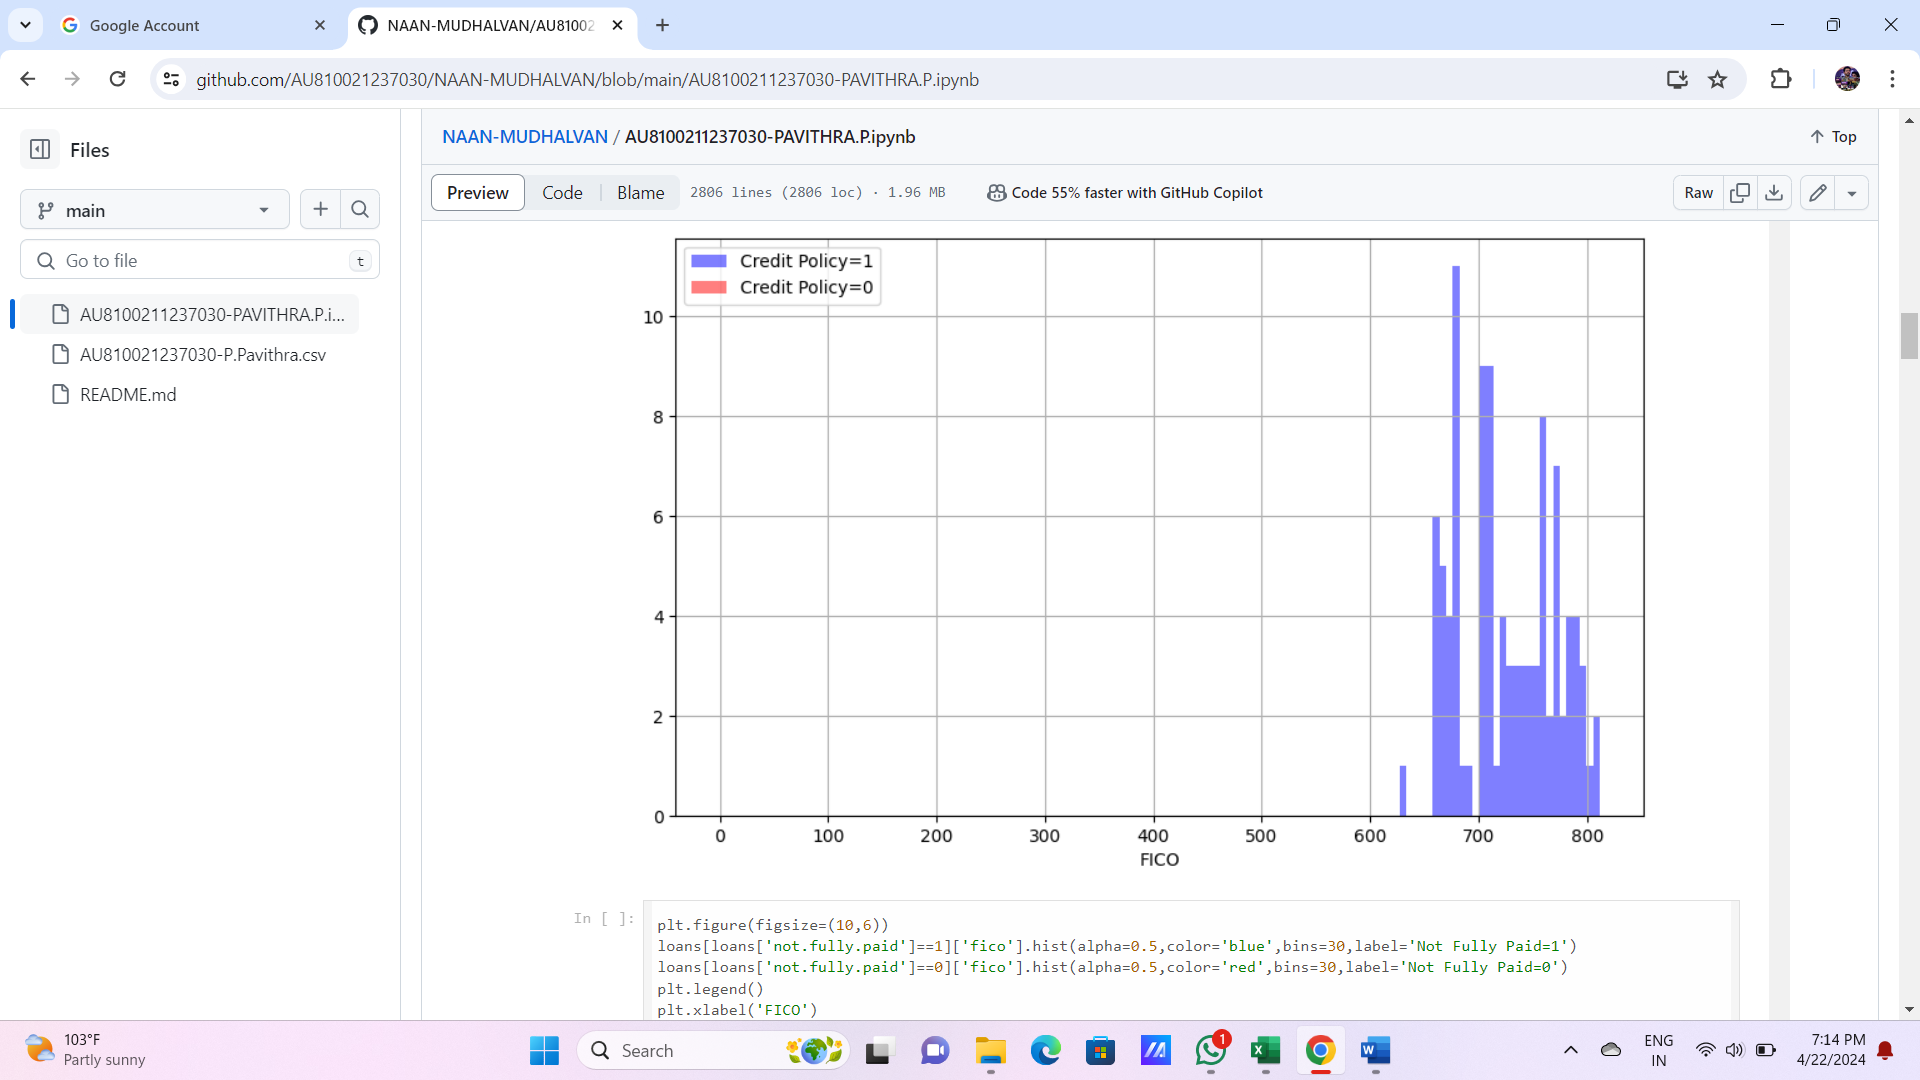 Google Account
NAAN-MUDHALVAN/AU81002
github.com/AU810021237030/NAAN-MUDHALVAN/blob/main/AU8100211237030-PAVITHRA.P.ipynb
Files
main
Go to file
t
AU8100211237030-PAVITHRA.P.i...
AU810021237030-P.Pavithra.csv
README.md
NAAN-MUDHALVAN / AU8100211237030-PAVITHRA.P.ipynb
Top
Preview Code Blame 2806 lines (2806 loc) · 1.96 MB Code 55% faster with GitHub Copilot Raw
Credit Policy=1
Credit Policy=0
10
8
6
4
2
0
0 100 200 300 400 500 600 700 800
FICO
In [ ]:
plt.figure(figsize=(10,6))
loans[loans['not.fully.paid']==1]['fico'].hist(alpha=0.5,color='blue',bins=30,label='Not Fully Paid=1')
loans[loans['not.fully.paid']==0]['fico'].hist(alpha=0.5,color='red',bins=30,label='Not Fully Paid=0')
plt.legend()
plt.xlabel('FICO')
103°F
Partly sunny
Search
1
W
ENG
IN
7:14 PM
4/22/2024